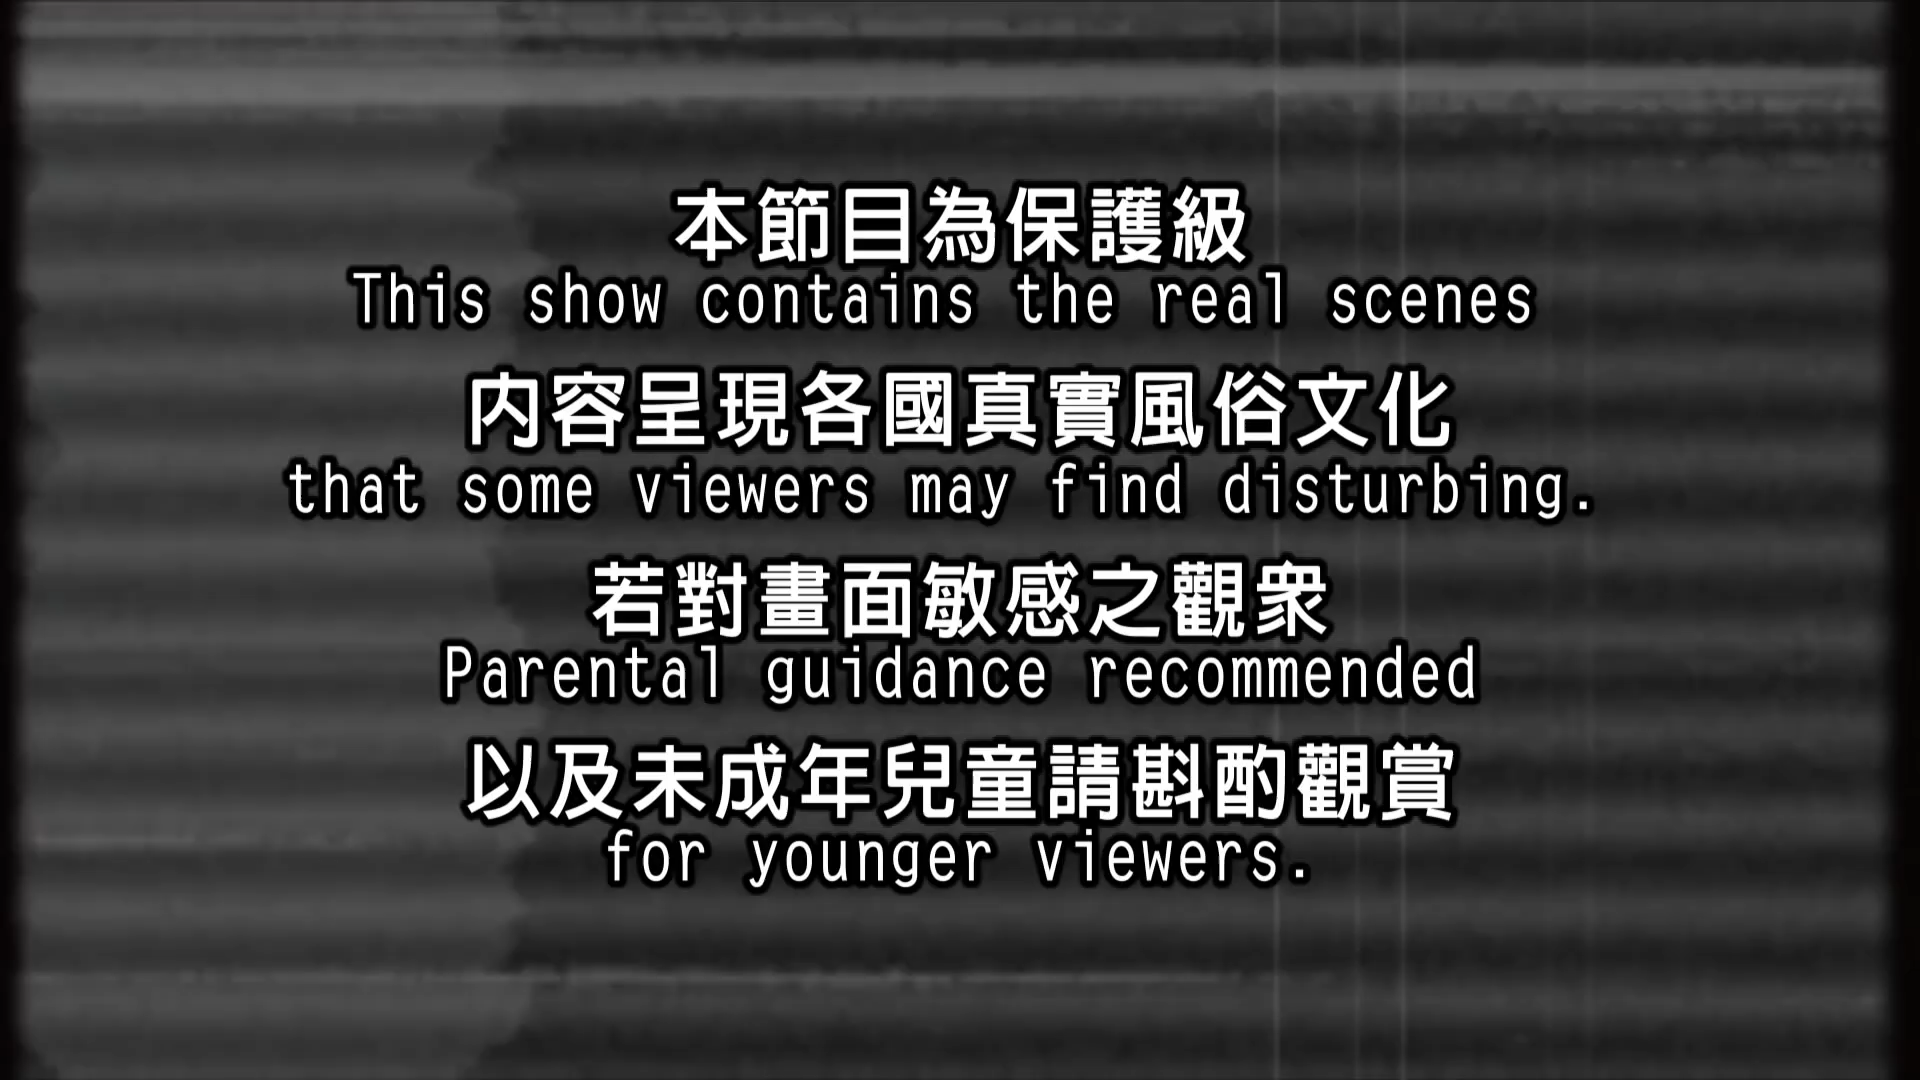 本節目為保護級
This show contains the real scenes
內容呈現各國真實風俗文化
that some viewers may find disturbing.
若對畫面敏感之觀眾
Parental guidance recommended
以及未成年兒童請斟酌觀賞
for younger viewers.